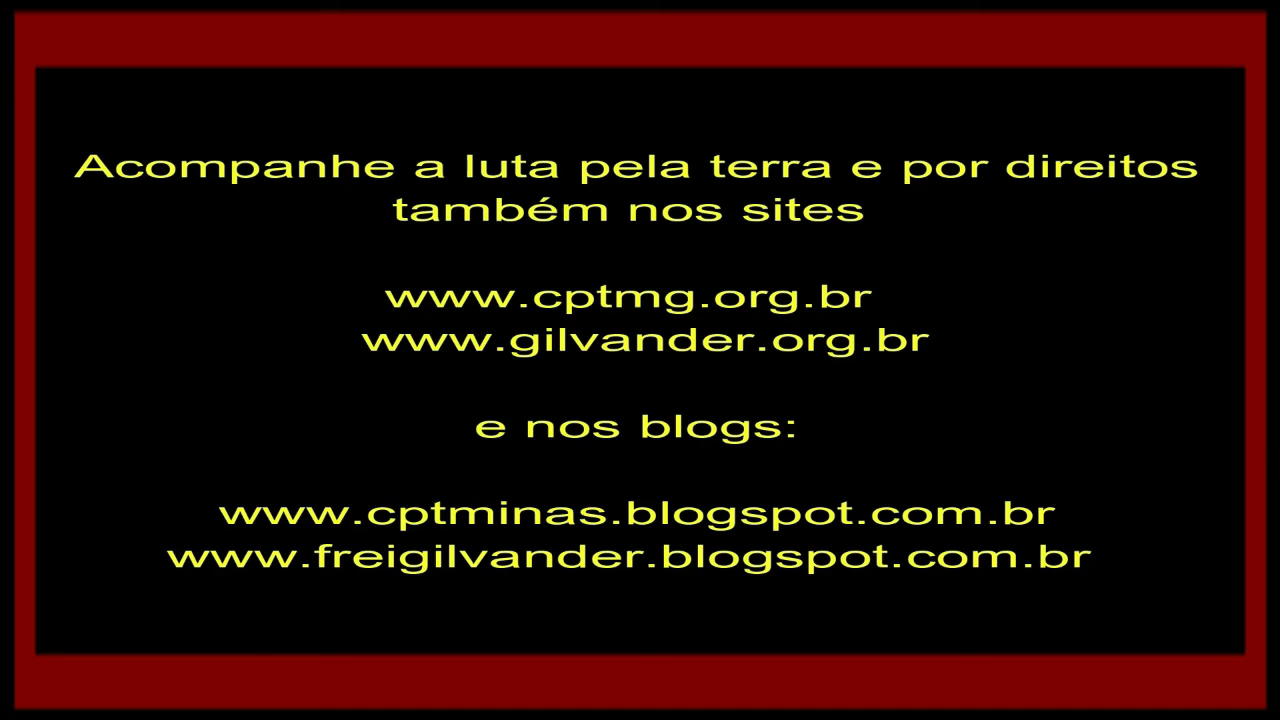 Acompanhe a luta pela terra e por direitos
também nos sites
www.cptmg.org.br
www.gilvander.org.br
e nos blogs:
www.cptminas.blogspot.com.br
www.freigilvander.blogspot.com.br